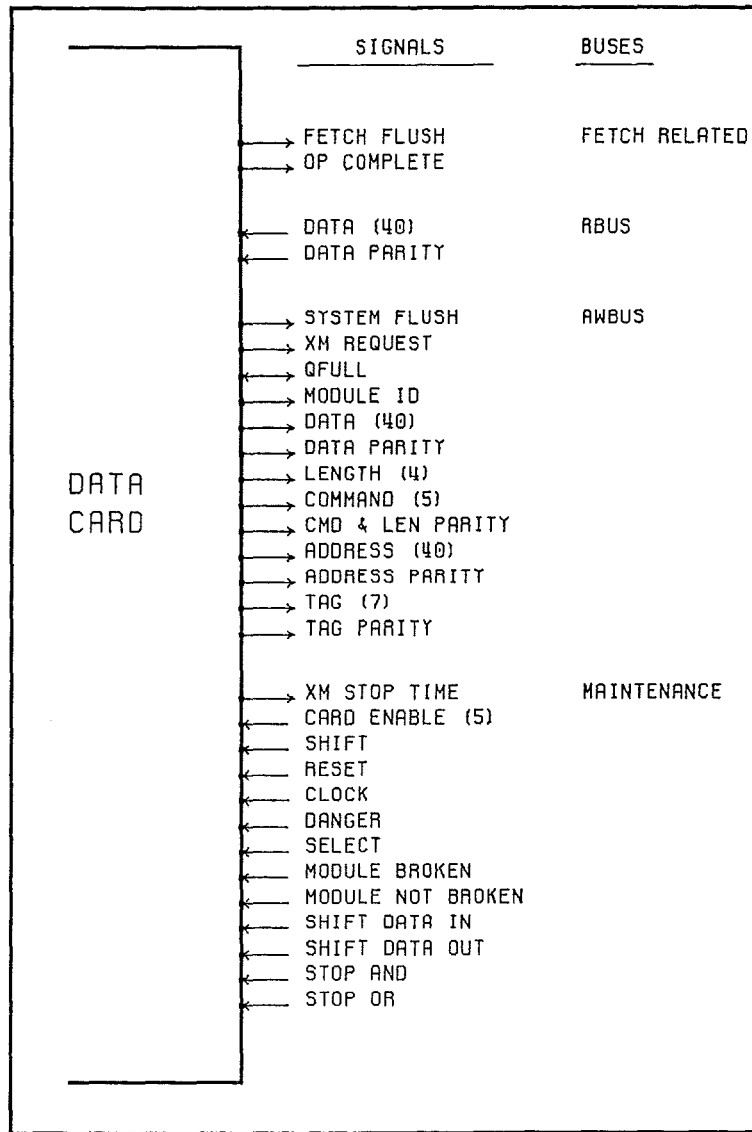 SIGNALS BUSES
FETCH FLUSH FETCH RELATED
OP COMPLETE
DATA (40) RBUS
DATA PARITY
SYSTEM FLUSH AWBUS
XM REQUEST
QFULL
MODULE ID
DATA (40)
DATA PARITY
LENGTH (4)
COMMAND (5)
CMD & LEN PARITY
ADDRESS (40)
ADDRESS PARITY
TAG (7)
TAG PARITY
DATA
CARD
XM STOP TIME MAINTENANCE
CARD ENABLE (5)
SHIFT
RESET
CLOCK
DANGER
SELECT
MODULE BROKEN
MODULE NOT BROKEN
SHIFT DATA IN
SHIFT DATA OUT
STOP AND
STOP OR